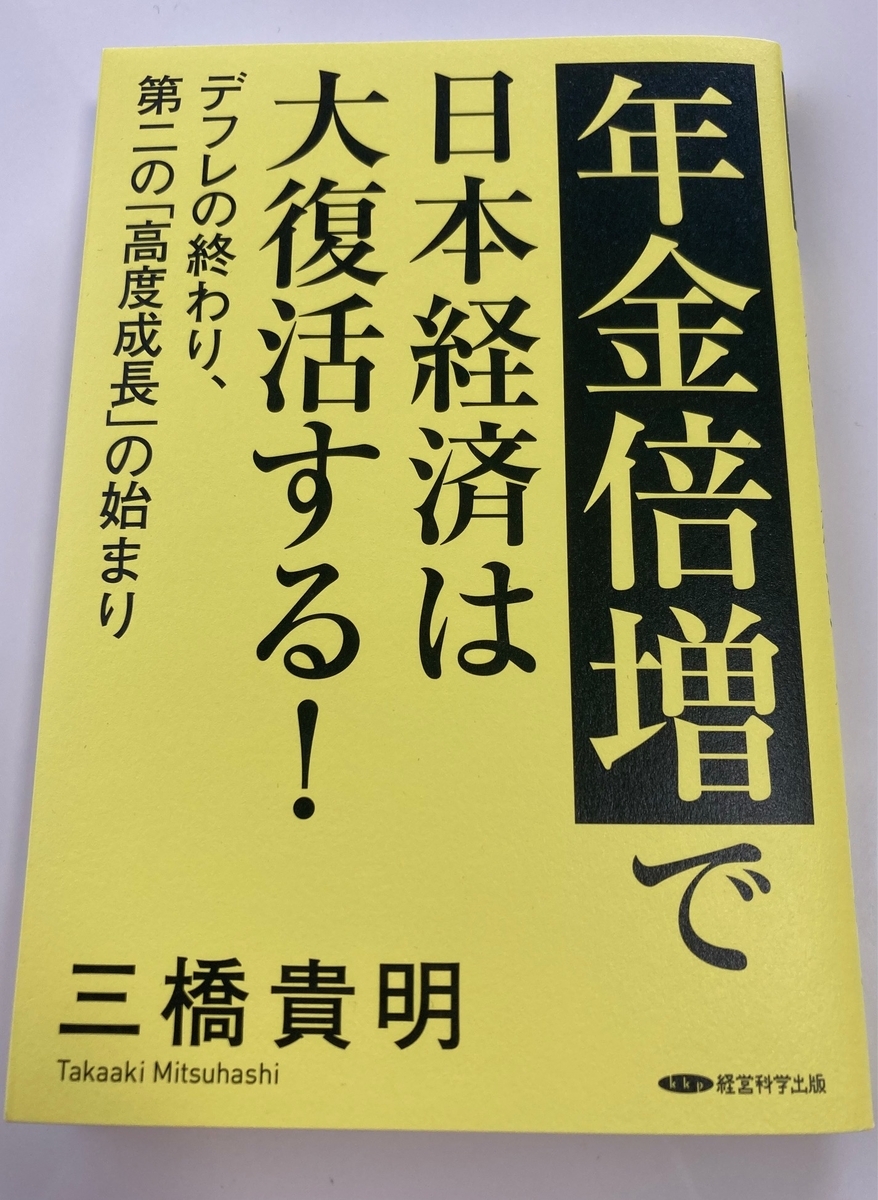 年金倍増で
日本経済は
大復活する！
デフレの終わり、
第二の「高度成長」の始まり
三橋貴明
Takaaki Mitsuhashi
kkp 経営科学出版